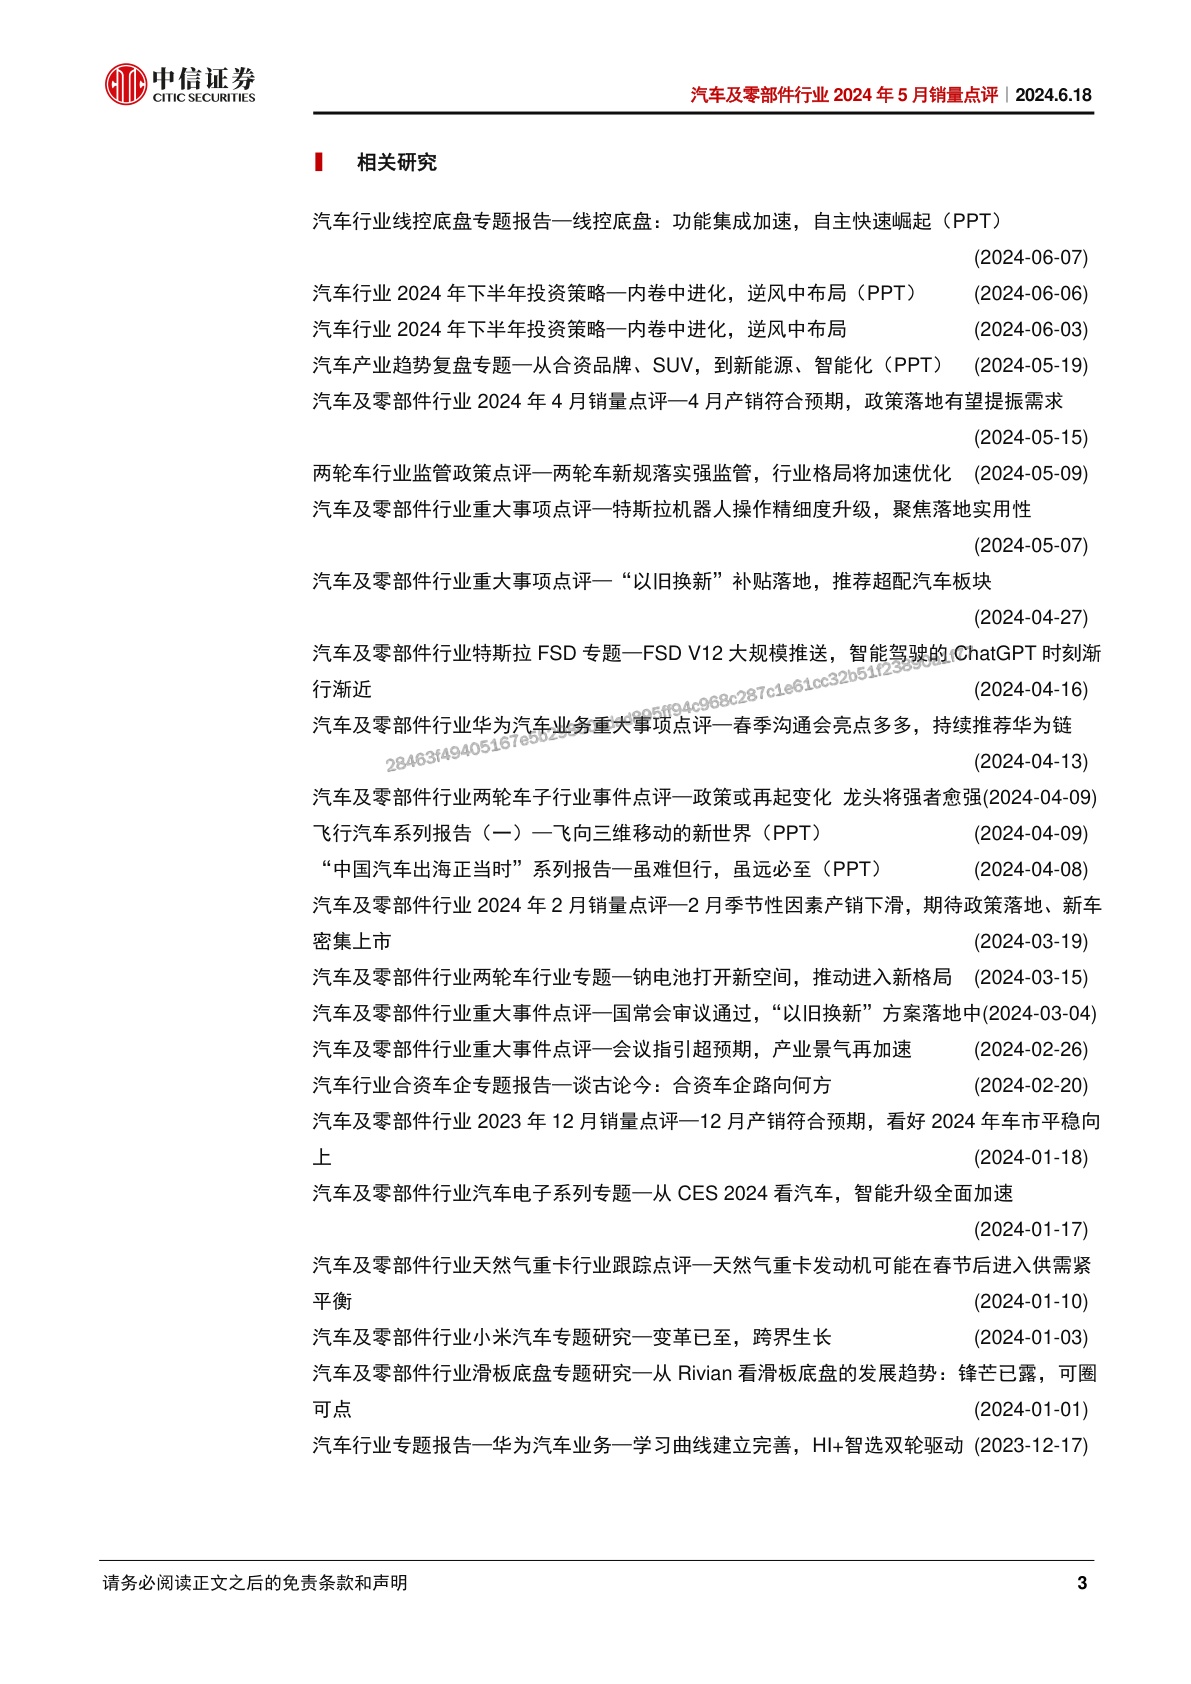 中信证券
CITIC SECURITIES
汽车及零部件行业 2024 年 5 月销量点评｜2024.6.18
相关研究
汽车行业线控底盘专题报告—线控底盘：功能集成加速，自主快速崛起（PPT）
(2024-06-07)
汽车行业 2024 年下半年投资策略—内卷中进化，逆风中布局（PPT） (2024-06-06)
汽车行业 2024 年下半年投资策略—内卷中进化，逆风中布局 (2024-06-03)
汽车产业趋势复盘专题—从合资品牌、SUV，到新能源、智能化（PPT） (2024-05-19)
汽车及零部件行业 2024 年 4 月销量点评—4 月产销符合预期，政策落地有望提振需求
(2024-05-15)
两轮车行业监管政策点评—两轮车新规落实强监管，行业格局将加速优化 (2024-05-09)
汽车及零部件行业重大事项点评—特斯拉机器人操作精细度升级，聚焦落地实用性
(2024-05-07)
汽车及零部件行业重大事项点评—“以旧换新”补贴落地，推荐超配汽车板块
(2024-04-27)
汽车及零部件行业特斯拉 FSD 专题—FSD V12 大规模推送，智能驾驶的 ChatGPT 时刻渐
行渐近 (2024-04-16)
汽车及零部件行业华为汽车业务重大事项点评—春季沟通会亮点多多，持续推荐华为链
(2024-04-13)
汽车及零部件行业两轮车子行业事件点评—政策或再起变化 龙头将强者愈强(2024-04-09)
飞行汽车系列报告（一）—飞向三维移动的新世界（PPT） (2024-04-09)
“中国汽车出海正当时”系列报告—虽难但行，虽远必至（PPT） (2024-04-08)
汽车及零部件行业 2024 年 2 月销量点评—2 月季节性因素产销下滑，期待政策落地、新车
密集上市 (2024-03-19)
汽车及零部件行业两轮车行业专题—钠电池打开新空间，推动进入新格局 (2024-03-15)
汽车及零部件行业重大事件点评—国常会审议通过，“以旧换新”方案落地中(2024-03-04)
汽车及零部件行业重大事件点评—会议指引超预期，产业景气再加速 (2024-02-26)
汽车行业合资车企专题报告—谈古论今：合资车企路向何方 (2024-02-20)
汽车及零部件行业 2023 年 12 月销量点评—12 月产销符合预期，看好 2024 年车市平稳向
上 (2024-01-18)
汽车及零部件行业汽车电子系列专题—从 CES 2024 看汽车，智能升级全面加速
(2024-01-17)
汽车及零部件行业天然气重卡行业跟踪点评—天然气重卡发动机可能在春节后进入供需紧
平衡 (2024-01-10)
汽车及零部件行业小米汽车专题研究—变革已至，跨界生长 (2024-01-03)
汽车及零部件行业滑板底盘专题研究—从 Rivian 看滑板底盘的发展趋势：锋芒已露，可圈
可点 (2024-01-01)
汽车行业专题报告—华为汽车业务—学习曲线建立完善，HI+智选双轮驱动 (2023-12-17)
请务必阅读正文之后的免责条款和声明 3